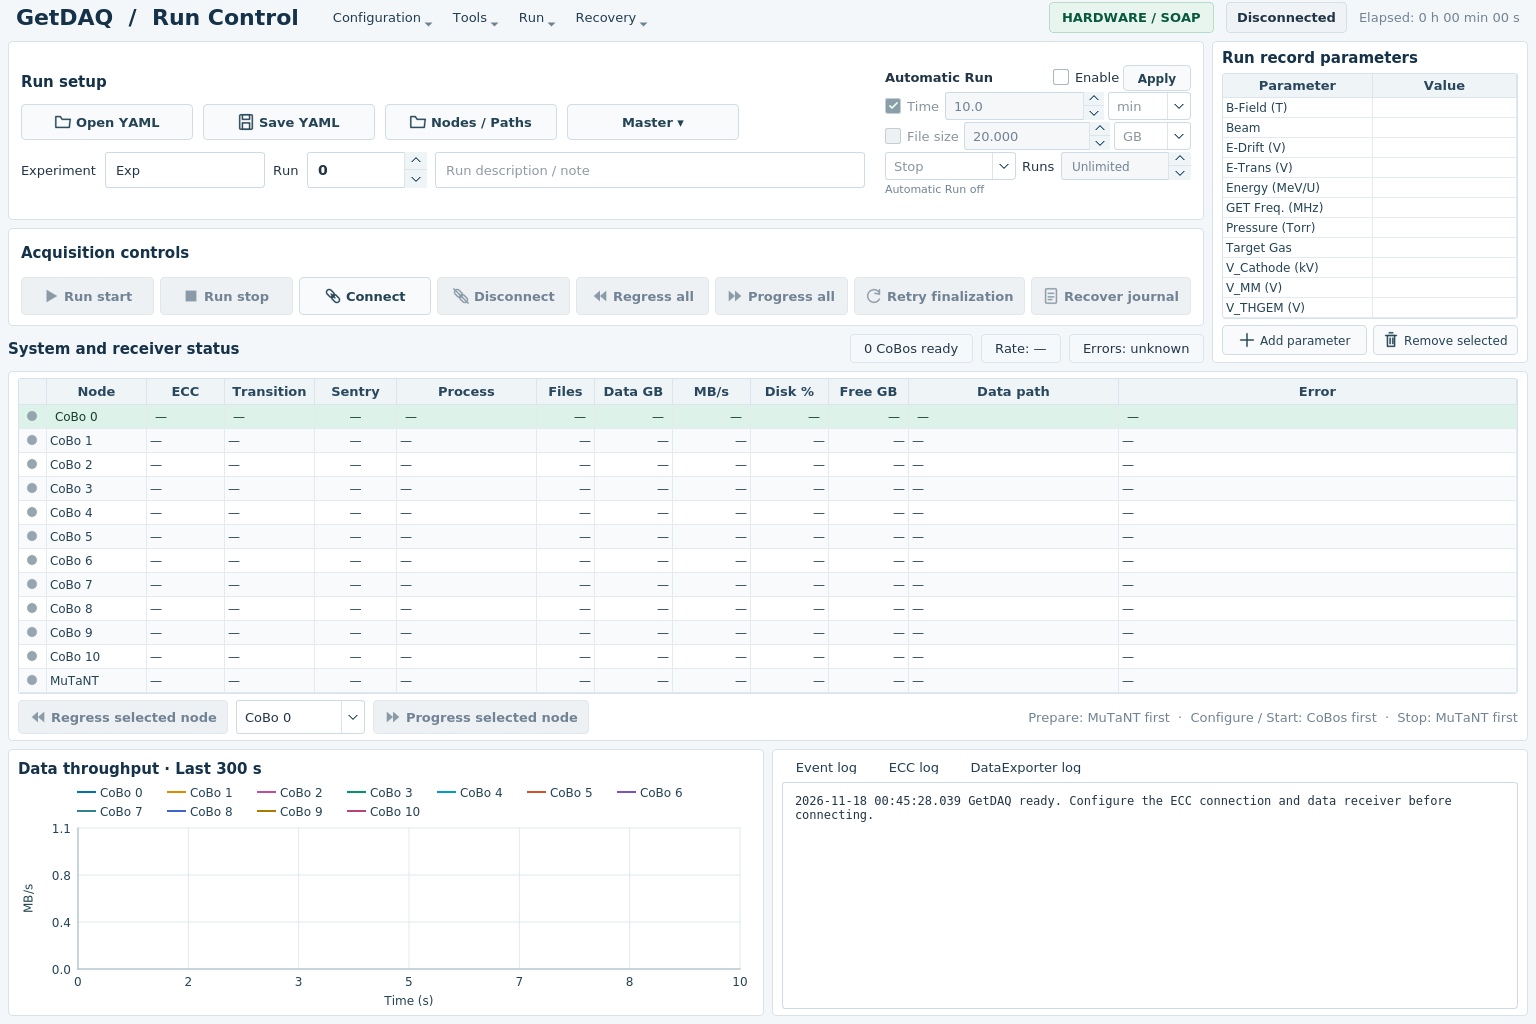 GetDAQ / Run Control
Configuration Tools Run Recovery
HARDWARE / SOAP Disconnected Elapsed: 0 h 00 min 00 s
Run setup
Open YAML Save YAML Nodes / Paths Master ▾
Experiment Exp Run 0 Run description / note
Automatic Run Enable Apply
Time 10.0 min
File size 20.000 GB
Stop Runs Unlimited
Automatic Run off
Run record parameters
Parameter Value
B-Field (T)
Beam
E-Drift (V)
E-Trans (V)
Energy (MeV/U)
GET Freq. (MHz)
Pressure (Torr)
Target Gas
V_Cathode (kV)
V_MM (V)
V_THGEM (V)
Add parameter Remove selected
Acquisition controls
Run start Run stop Connect Disconnect Regress all Progress all Retry finalization Recover journal
System and receiver status
0 CoBos ready Rate: — Errors: unknown
Node ECC Transition Sentry Process Files Data GB MB/s Disk % Free GB Data path Error
CoBo 0 — — — — — — — — — — —
CoBo 1 — — — — — — — — — — —
CoBo 2 — — — — — — — — — — —
CoBo 3 — — — — — — — — — — —
CoBo 4 — — — — — — — — — — —
CoBo 5 — — — — — — — — — — —
CoBo 6 — — — — — — — — — — —
CoBo 7 — — — — — — — — — — —
CoBo 8 — — — — — — — — — — —
CoBo 9 — — — — — — — — — — —
CoBo 10 — — — — — — — — — — —
MuTaNT — — — — — — — — — — —
Regress selected node CoBo 0 Progress selected node
Prepare: MuTaNT first · Configure / Start: CoBos first · Stop: MuTaNT first
Data throughput · Last 300 s
CoBo 0 CoBo 1 CoBo 2 CoBo 3 CoBo 4 CoBo 5 CoBo 6
CoBo 7 CoBo 8 CoBo 9 CoBo 10
1.1
0.8
0.4
0.0
MB/s
0 2 3 5 7 8 10
Time (s)
Event log ECC log DataExporter log
2026-11-18 00:45:28.039 GetDAQ ready. Configure the ECC connection and data receiver before
connecting.